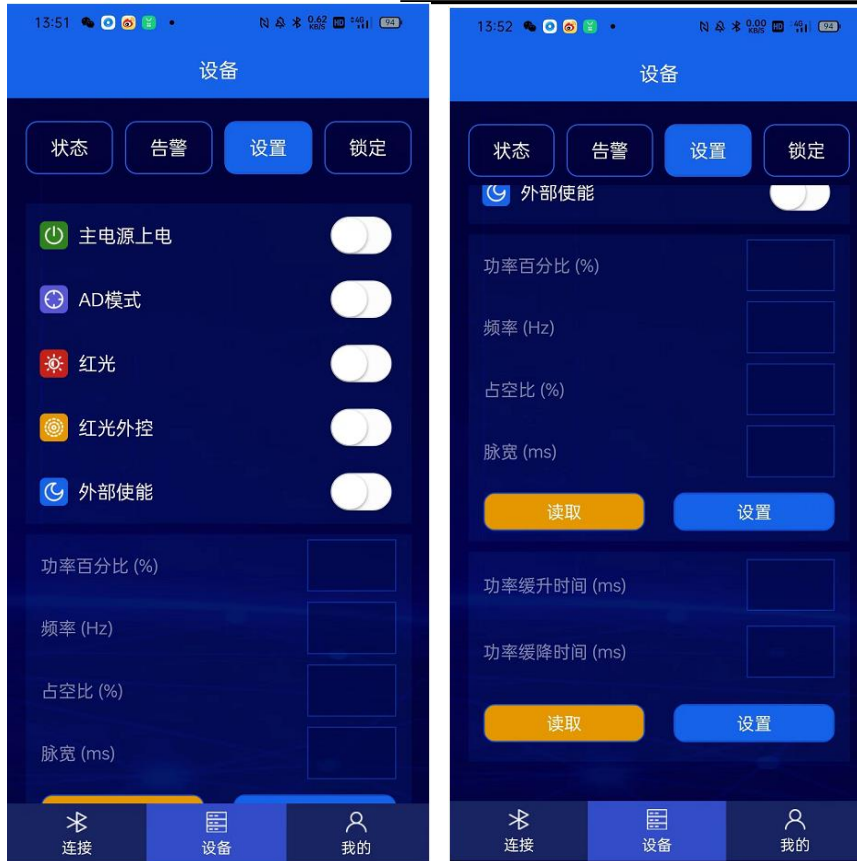 13:51
0.62 KB/S HD 4G 94
设备
状态 告警 设置 锁定
主电源上电
AD模式
红光
红光外控
外部使能
功率百分比 (%)
频率 (Hz)
占空比 (%)
脉宽 (ms)
连接 设备 我的
13:52
0.00 KB/S HD 4G 94
设备
状态 告警 设置 锁定
外部使能
功率百分比 (%)
频率 (Hz)
占空比 (%)
脉宽 (ms)
读取 设置
功率缓升时间 (ms)
功率缓降时间 (ms)
读取 设置
连接 设备 我的